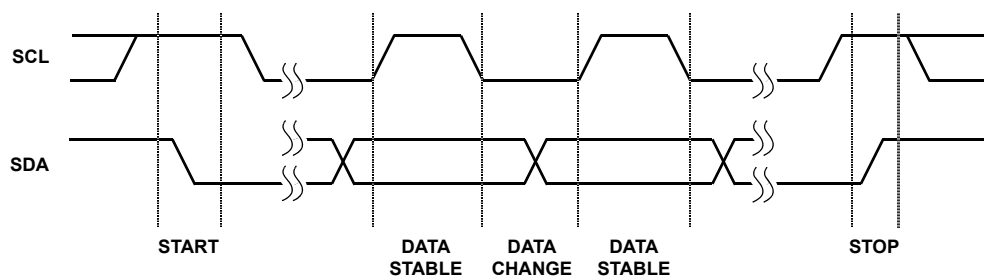 SCL
SDA
START
DATA
STABLE
DATA
CHANGE
DATA
STABLE
STOP